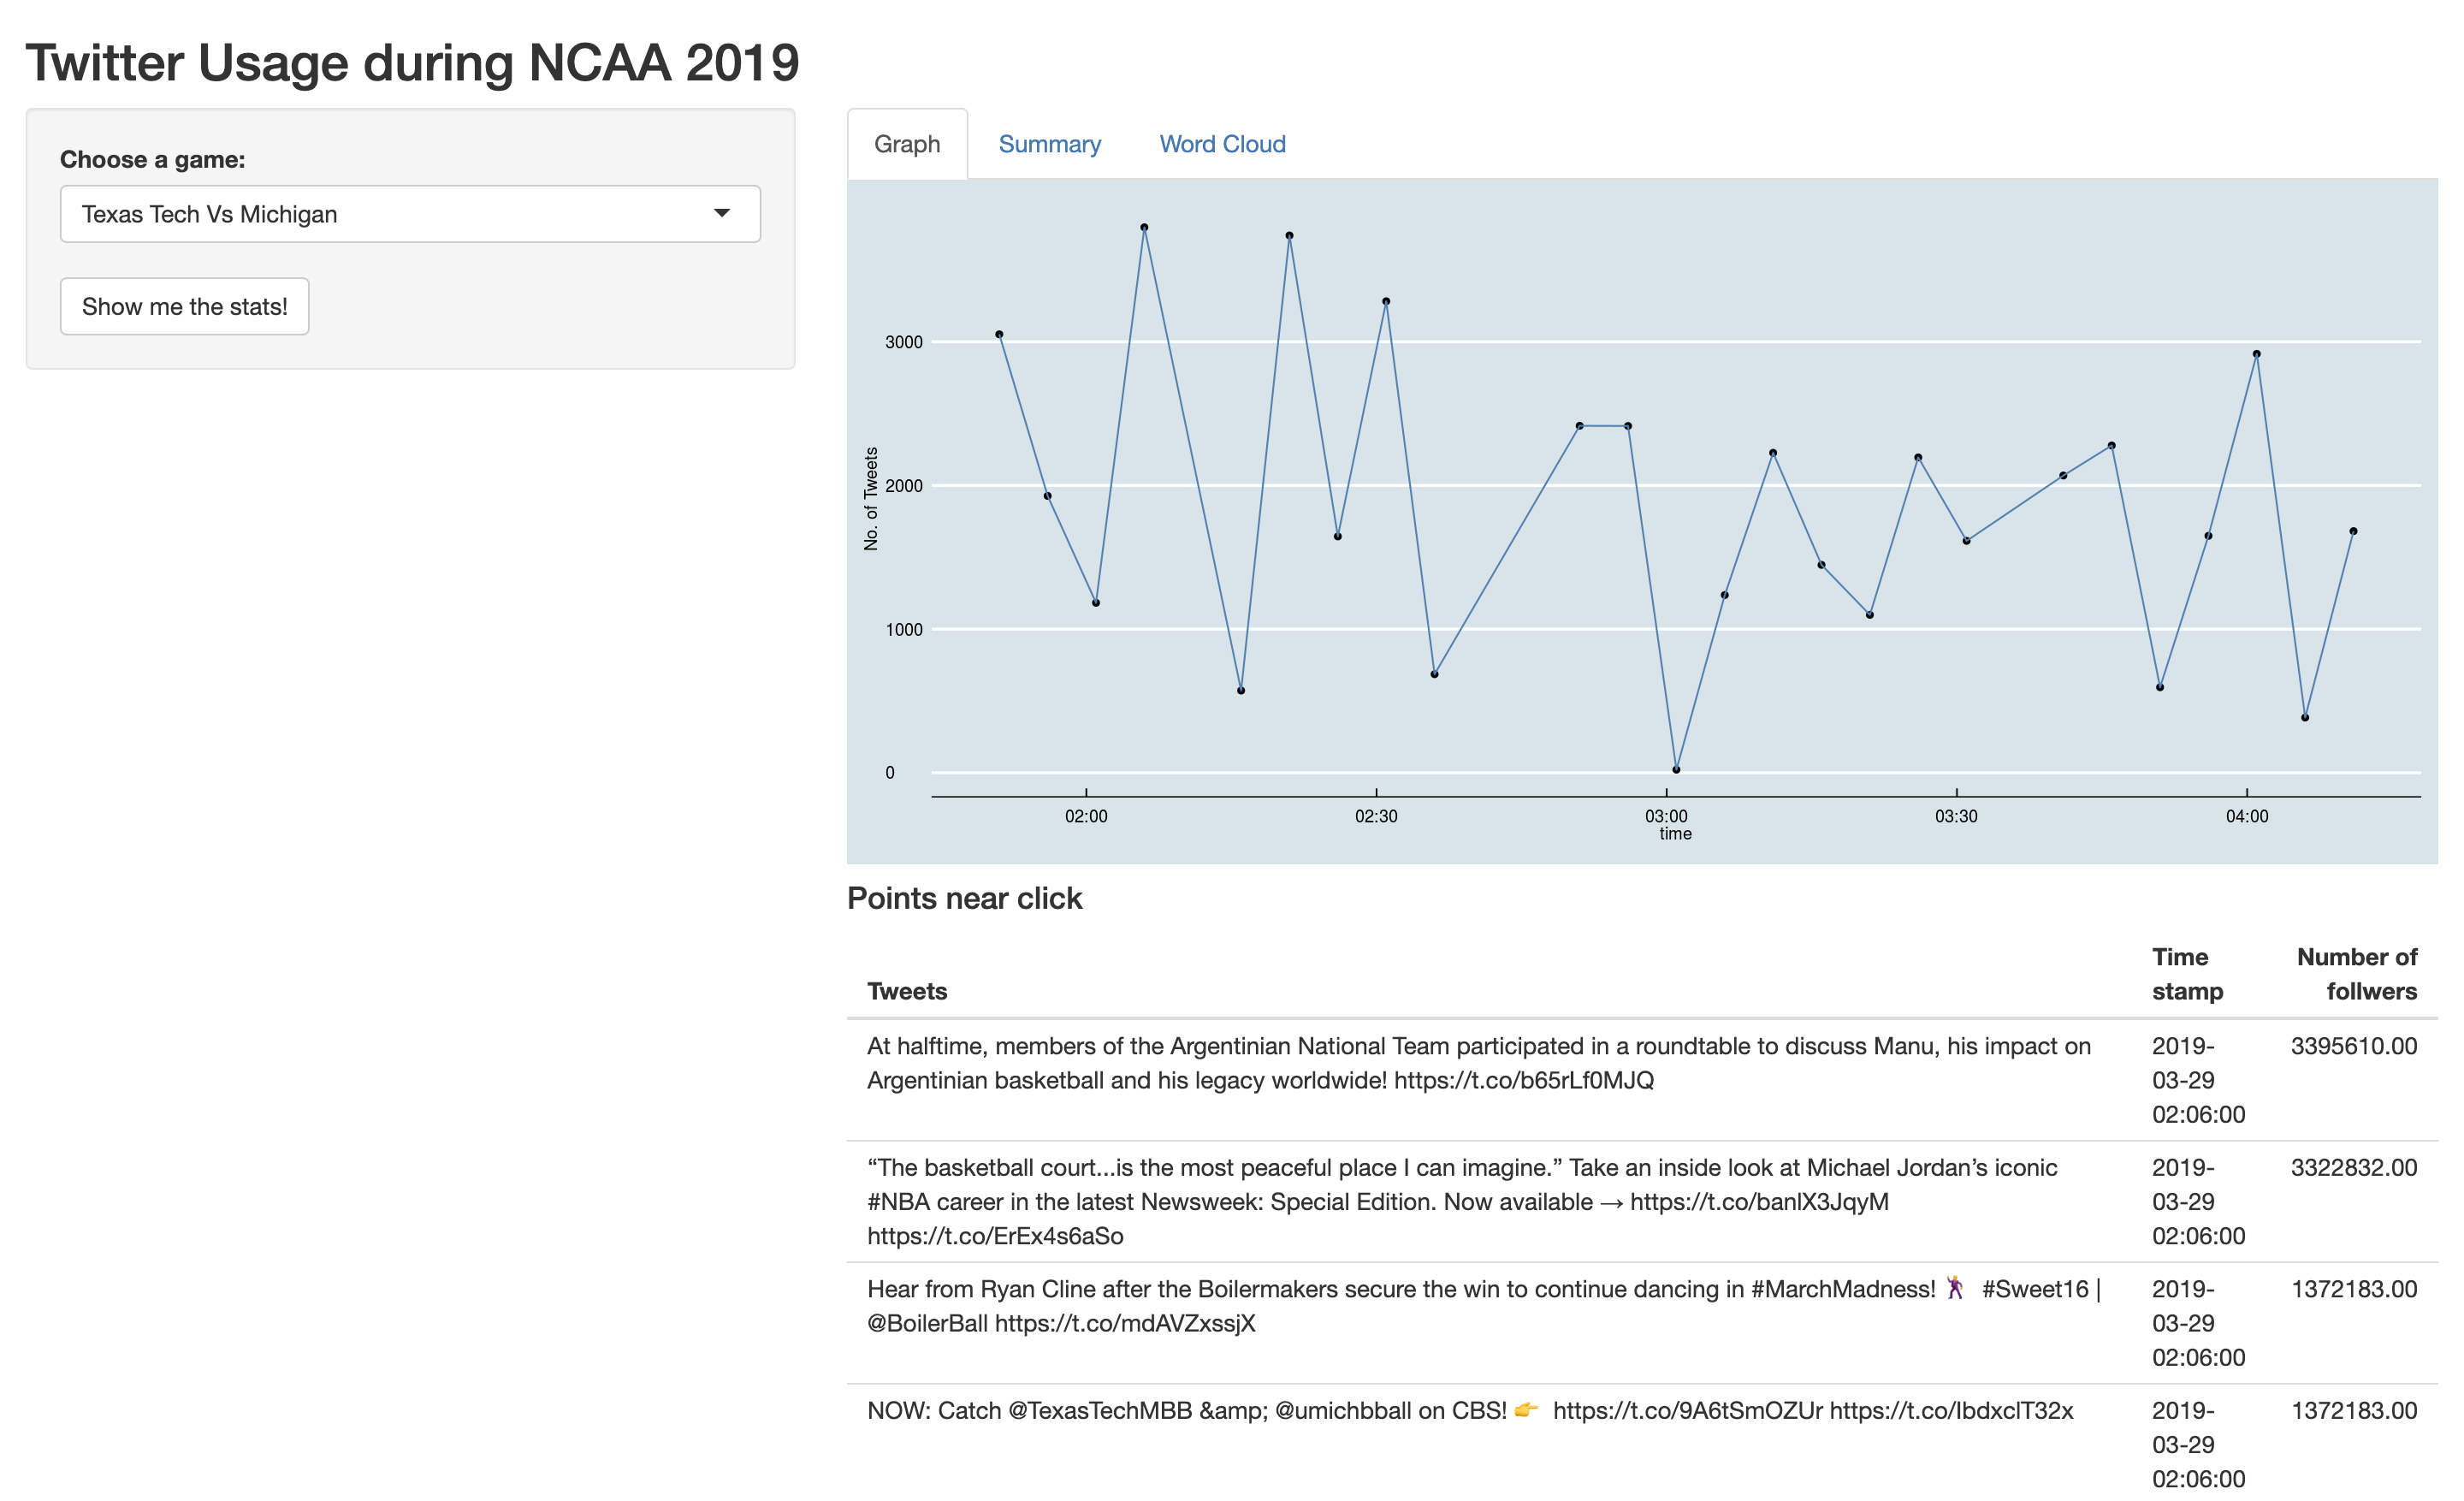 Twitter Usage during NCAA 2019
Choose a game:
Texas Tech Vs Michigan
Show me the stats!
Graph
Summary
Word Cloud
No. of Tweets
3000
2000
1000
0
02:00
02:30
03:00
03:30
04:00
time
Points near click
Tweets
Time
stamp
Number of
follwers
At halftime, members of the Argentinian National Team participated in a roundtable to discuss Manu, his impact on
Argentinian basketball and his legacy worldwide! https://t.co/b65rLf0MJQ
2019-
03-29
02:06:00
3395610.00
“The basketball court...is the most peaceful place I can imagine.” Take an inside look at Michael Jordan’s iconic
#NBA career in the latest Newsweek: Special Edition. Now available → https://t.co/banlX3JqyM
https://t.co/ErEx4s6aSo
2019-
03-29
02:06:00
3322832.00
Hear from Ryan Cline after the Boilermakers secure the win to continue dancing in #MarchMadness! 🕺 #Sweet16 |
@BoilerBall https://t.co/mdAVZxssjX
2019-
03-29
02:06:00
1372183.00
NOW: Catch @TexasTechMBB &amp; @umichbball on CBS! 👉 https://t.co/9A6tSmOZUr https://t.co/lbdxclT32x
2019-
03-29
02:06:00
1372183.00